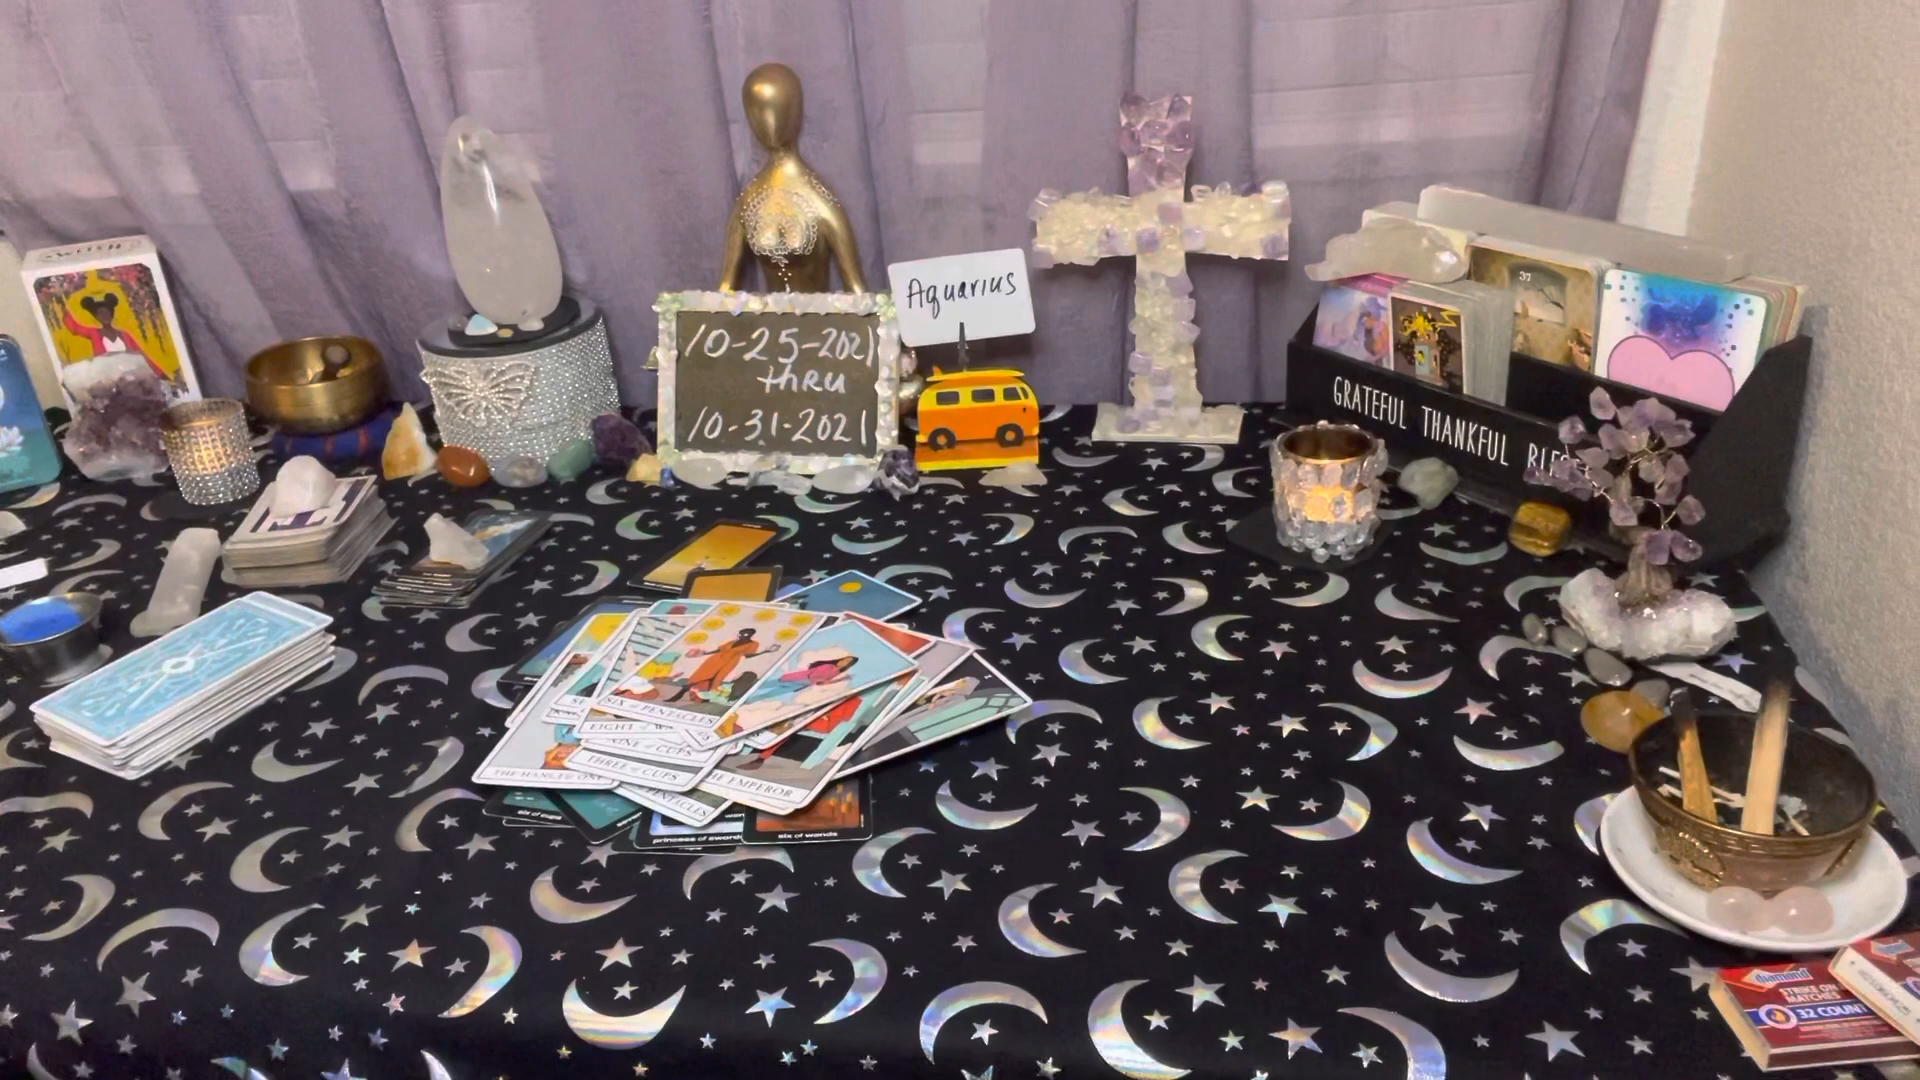 Aquarius
10-25-2021
thru
10-31-2021
37
GRATEFUL THANKFUL
SIX of PENTACLES
EIGHT of
NINE of CUPS
THREE of CUPS
EMPEROR
THE HANGED ONE
PENTACLES
six of cups
princess of swords
six of wands
diamond
STRIKE ON
MATCHES
32 COUNT